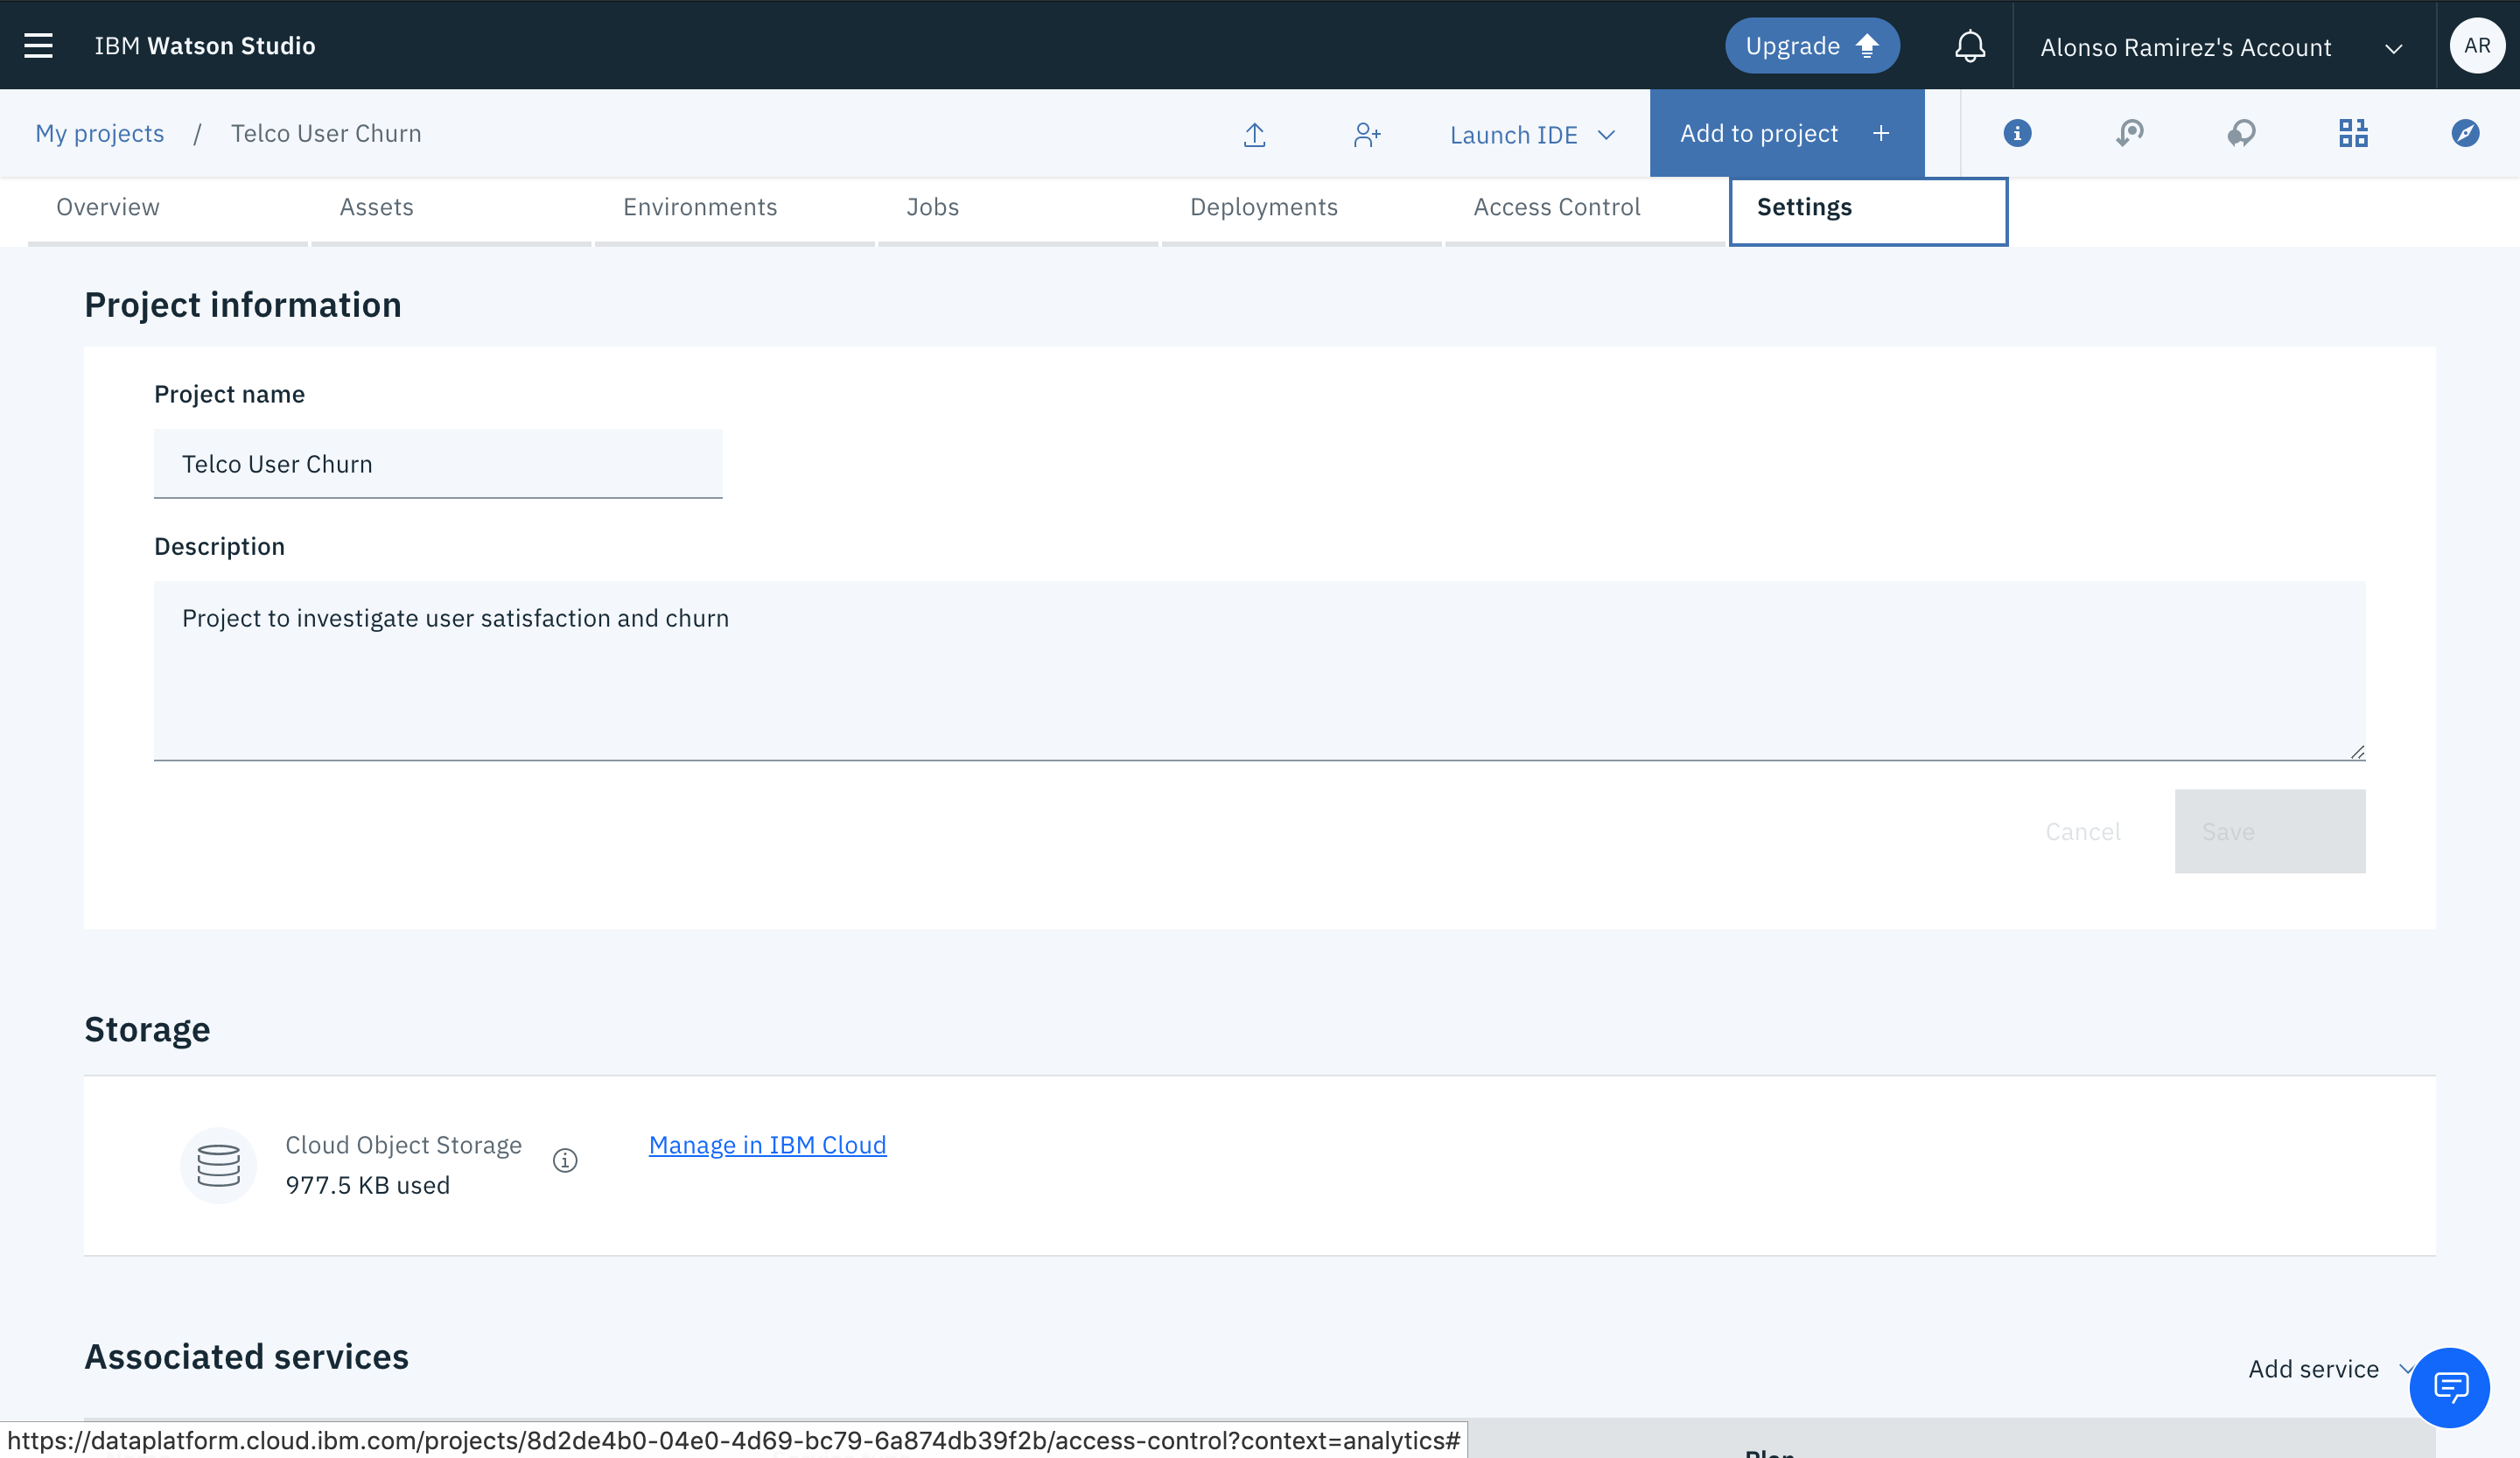 IBM Watson Studio
Upgrade
Alonso Ramirez's Account
AR
My projects / Telco User Churn
Launch IDE
Add to project +
Overview
Assets
Environments
Jobs
Deployments
Access Control
Settings
Project information
Project name
Telco User Churn
Description
Project to investigate user satisfaction and churn
Cancel
Save
Storage
Cloud Object Storage
977.5 KB used
Manage in IBM Cloud
Associated services
Add service
https://dataplatform.cloud.ibm.com/projects/8d2de4b0-04e0-4d69-bc79-6a874db39f2b/access-control?context=analytics#
Plan